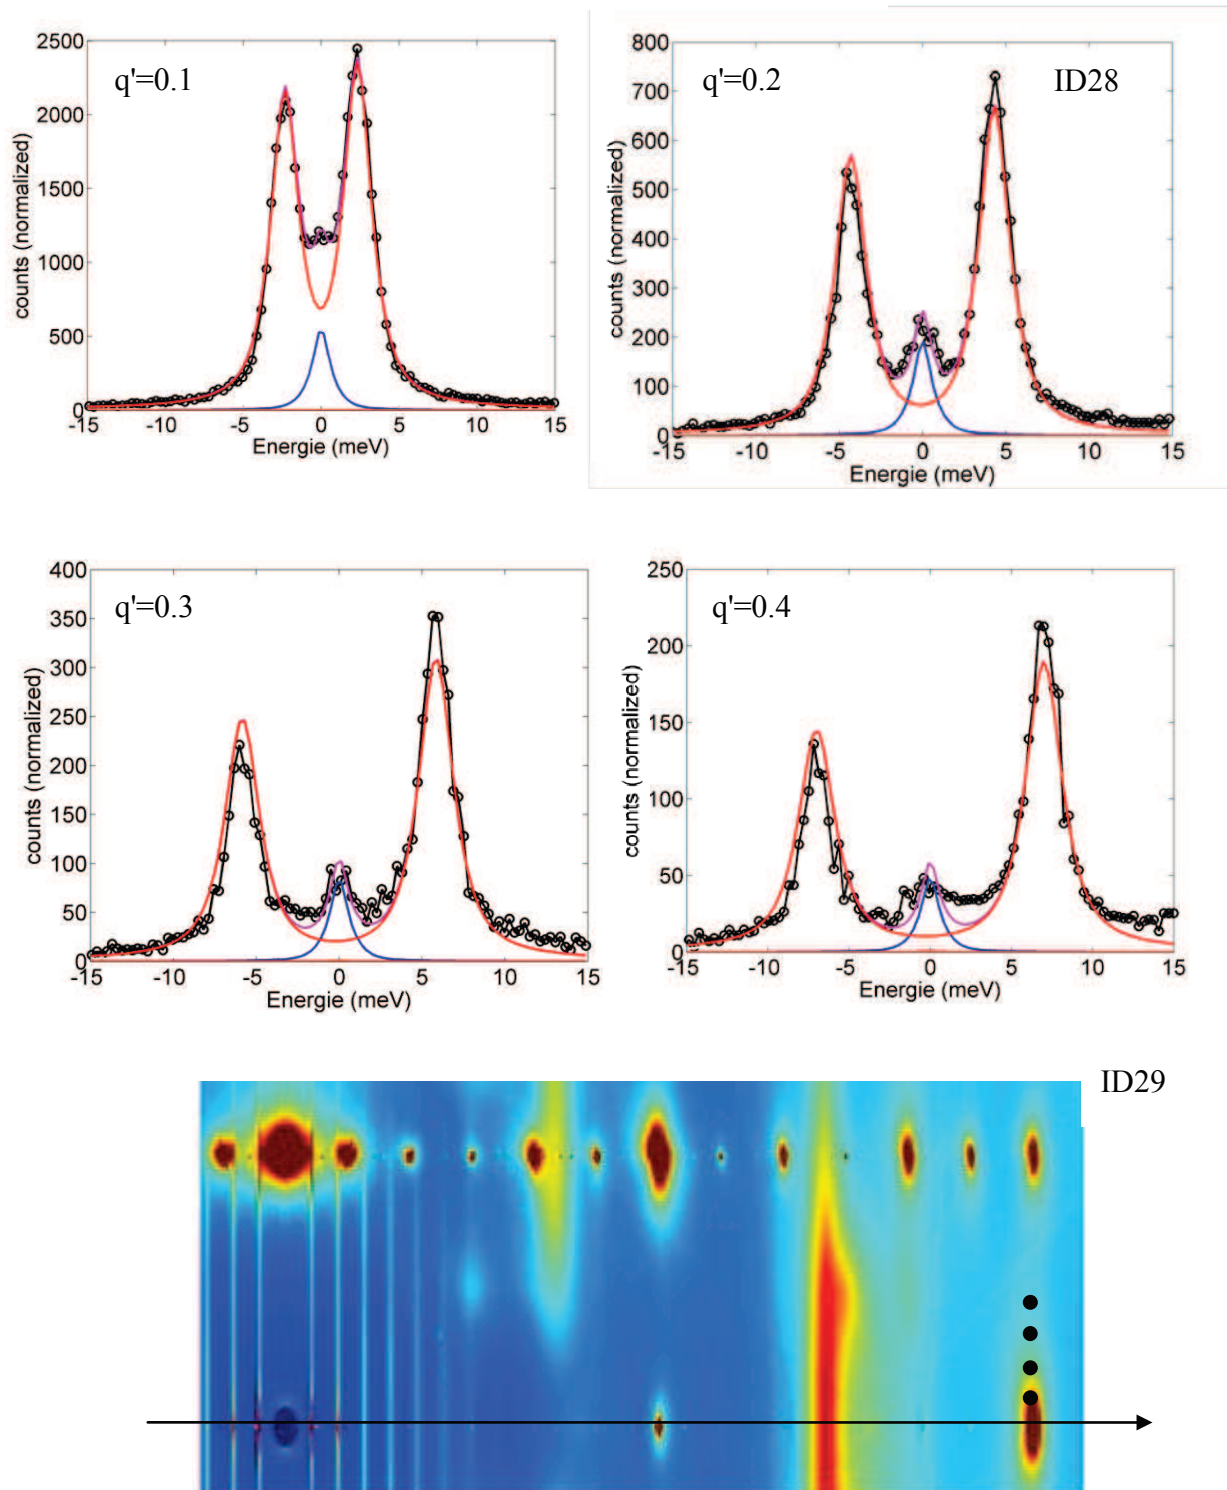 q'=0.1
counts (normalized)
2500
2000
1500
1000
500
0
-15 -10 -5 0 5 10 15
Energie (meV)
q'=0.2
ID28
counts (normalized)
800
700
600
500
400
300
200
100
0
-15 -10 -5 0 5 10 15
Energie (meV)
q'=0.3
counts (normalized)
400
350
300
250
200
150
100
50
0
-15 -10 -5 0 5 10 15
Energie (meV)
q'=0.4
counts (normalized)
250
200
150
100
50
0
-15 -10 -5 0 5 10 15
Energie (meV)
ID29